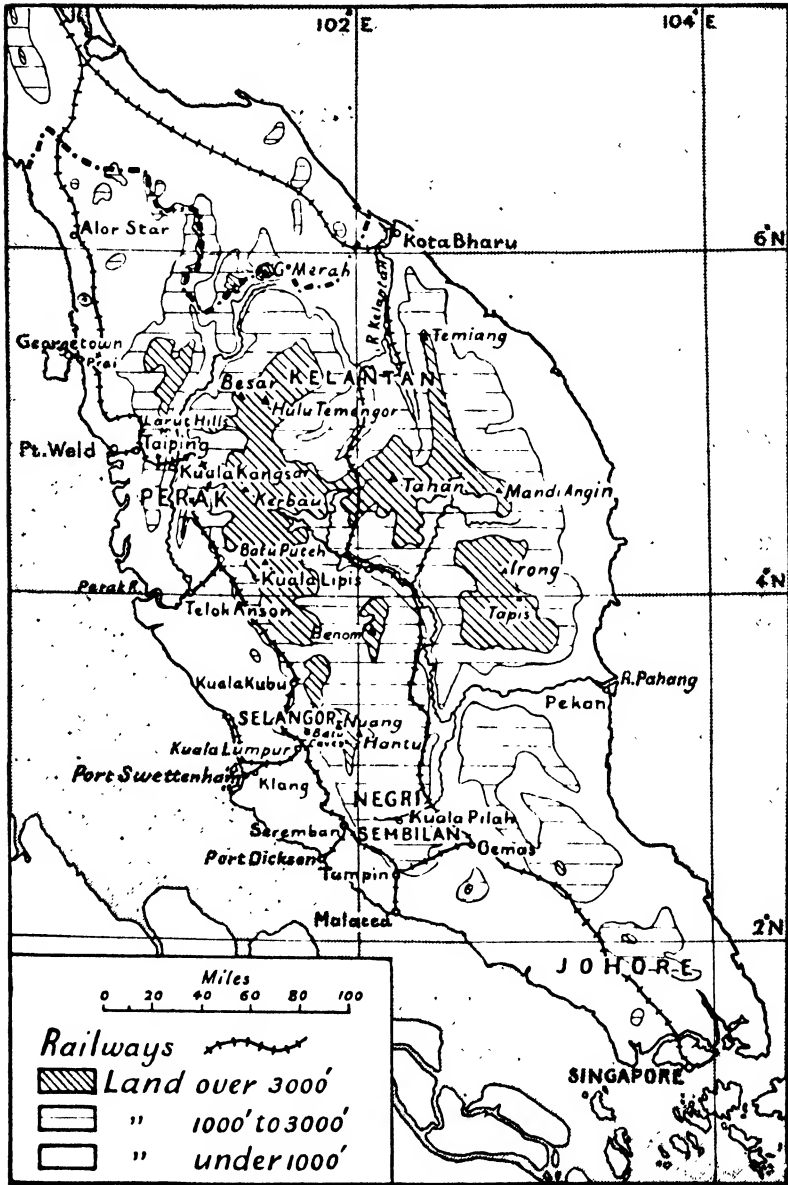 102°E
104°E
Alor Star
Kota Bharu
6°N
Gᵒ Merah
R. Kelantan
Georgetown
Prai
Temiang
Besar
KELANTAN
Hulu Temengor
Larut Hills
Pt. Weld
Taiping
Kuala Kangsar
Tahan
Mandi Angin
PERAK
Kerbau
Batu Puteh
Irong
Kuala Lipis
4°N
Perak R.
Telok Anson
Tapis
Benom
Kuala Kubu
R. Pahang
Pekan
SELANGOR
Nuang
Batu
Caves
Hantu
Kuala Lumpur
Port Swettenham
Klang
NEGRI
Kuala Pilah
Seremban
SEMBILAN
Gemas
Port Dickson
Tampin
Malacca
2°N
JOHORE
Miles
0 20 40 60 80 100
Railways
Land over 3000'
" 1000' to 3000'
" under 1000'
SINGAPORE